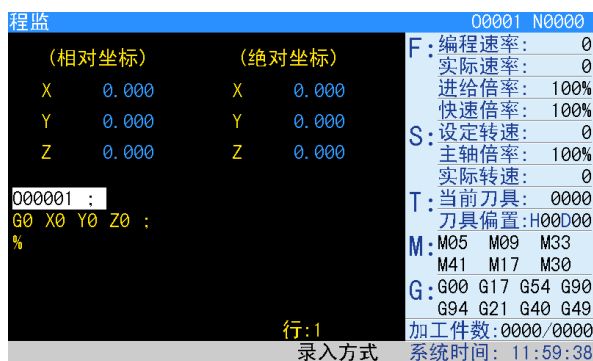 程监 O0001 N0000
(相对坐标) (绝对坐标)
X 0.000 X 0.000
Y 0.000 Y 0.000
Z 0.000 Z 0.000
O00001 ;
G0 X0 Y0 Z0 ;
%
行:1
录入方式
F:编程速率: 0
实际速率: 0
进给倍率: 100%
快速倍率: 100%
S:设定转速: 0
主轴倍率: 100%
实际转速: 0
T:当前刀具: 0000
刀具偏置:H00D00
M:M05 M09 M33
M41 M17 M30
G:G00 G17 G54 G90
G94 G21 G40 G49
加工件数:0000/0000
系统时间: 11:59:38